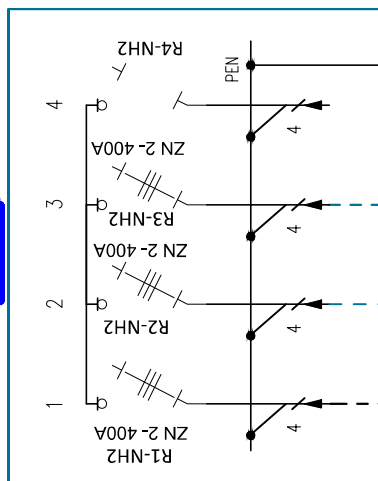 R4-NH2
PEN
4
ZN 2-400A
4
3
R3-NH2
ZN 2-400A
4
2
R2-NH2
4
1
ZN 2-400A
R1-NH2
4